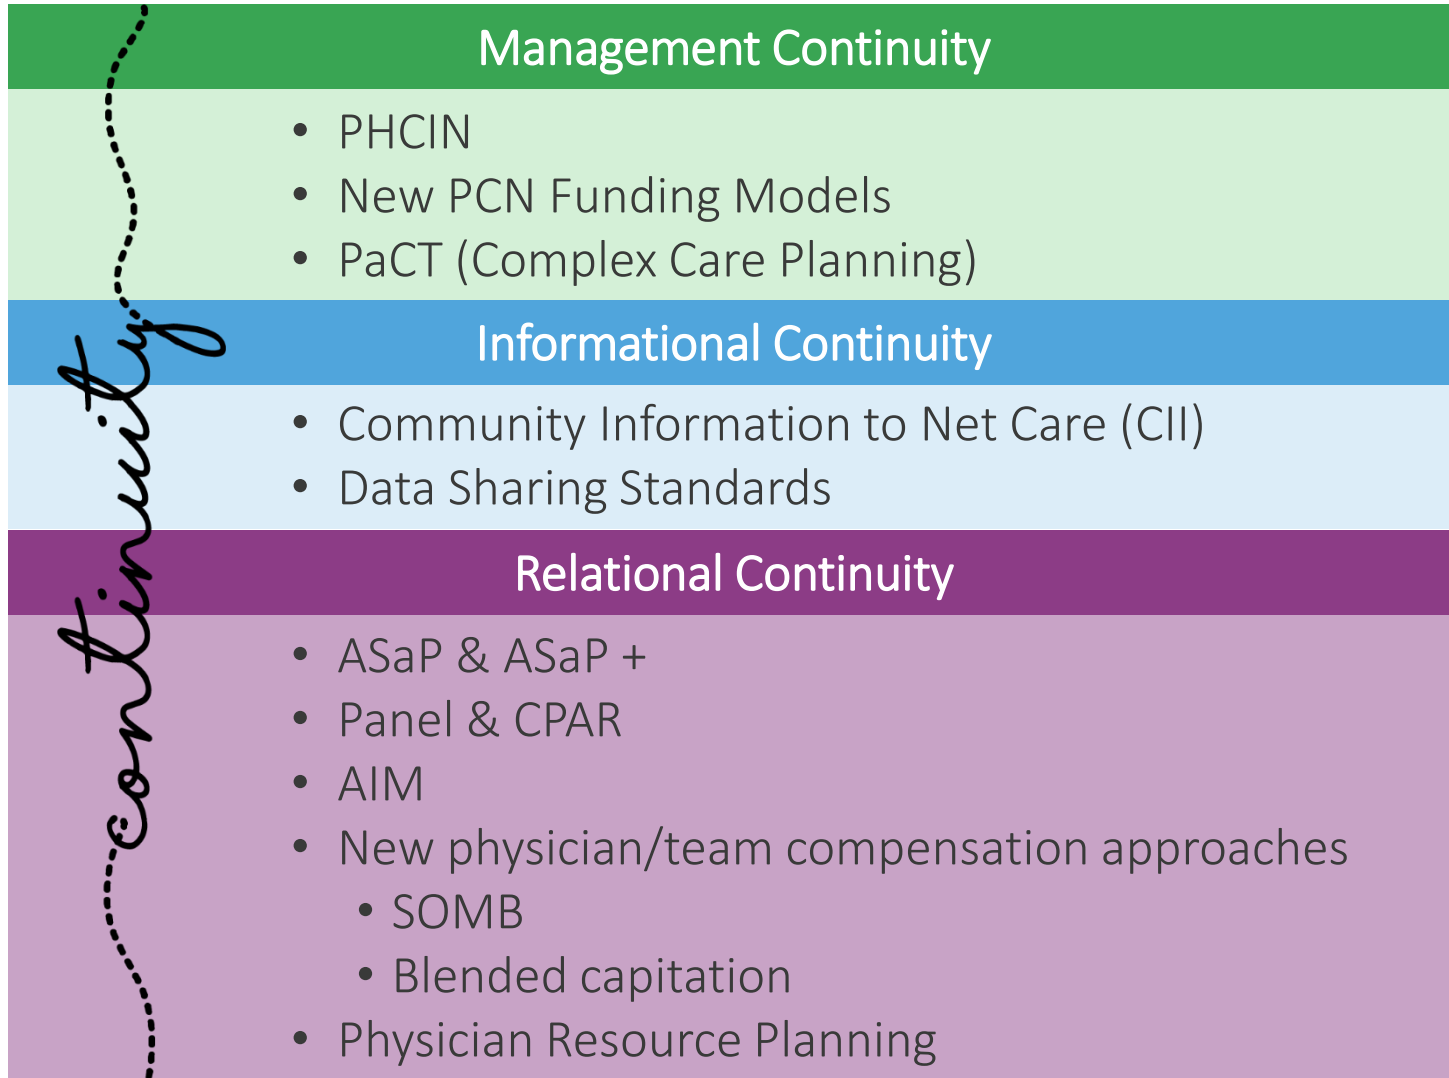 continuity
Management Continuity
• PHCIN
• New PCN Funding Models
• PaCT (Complex Care Planning)
Informational Continuity
• Community Information to Net Care (CII)
• Data Sharing Standards
Relational Continuity
• ASaP & ASaP +
• Panel & CPAR
• AIM
• New physician/team compensation approaches
• SOMB
• Blended capitation
• Physician Resource Planning